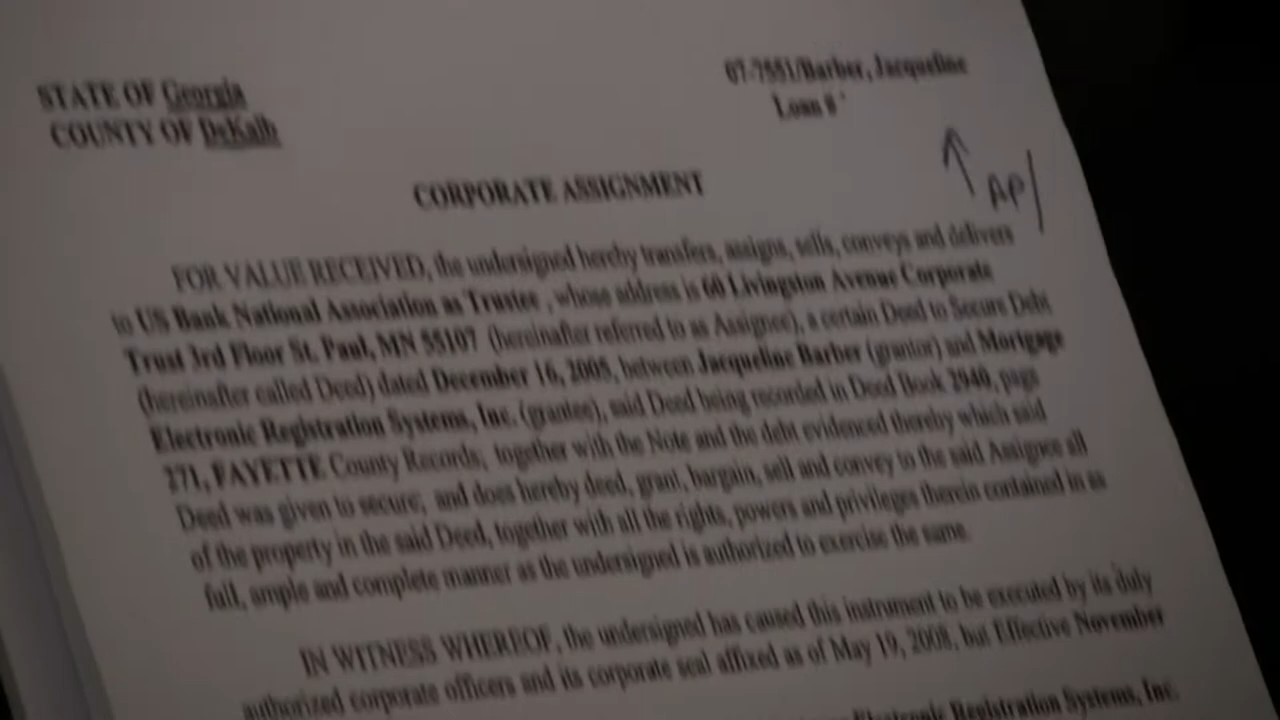 STATE OF Georgia
COUNTY OF DeKalb
07-7551/Barber, Jacqueline
Loan #
AP/
CORPORATE ASSIGNMENT
FOR VALUE RECEIVED, the undersigned hereby transfers, assigns, sells, conveys and delivers
to US Bank National Association as Trustee , whose address is 60 Livingston Avenue Corporate
Trust 3rd Floor St. Paul, MN 55107 (hereinafter referred to as Assignee), a certain Deed to Secure Debt
(hereinafter called Deed) dated December 16, 2005, between Jacqueline Barber (grantor) and Mortgage
Electronic Registration Systems, Inc. (grantee), said Deed being recorded in Deed Book 2940, page
271, FAYETTE County Records; together with the Note and the debt evidenced thereby which said
Deed was given to secure; and does hereby deed, grant, bargain, sell and convey to the said Assignee all
of the property in the said Deed, together with all the rights, powers and privileges therein contained in as
full, ample and complete manner as the undersigned is authorized to exercise the same.
IN WITNESS WHEREOF, the undersigned has caused this instrument to be executed by its duly
authorized corporate officers and its corporate seal affixed as of May 19, 2008, but Effective November
Electronic Registration Systems, Inc.